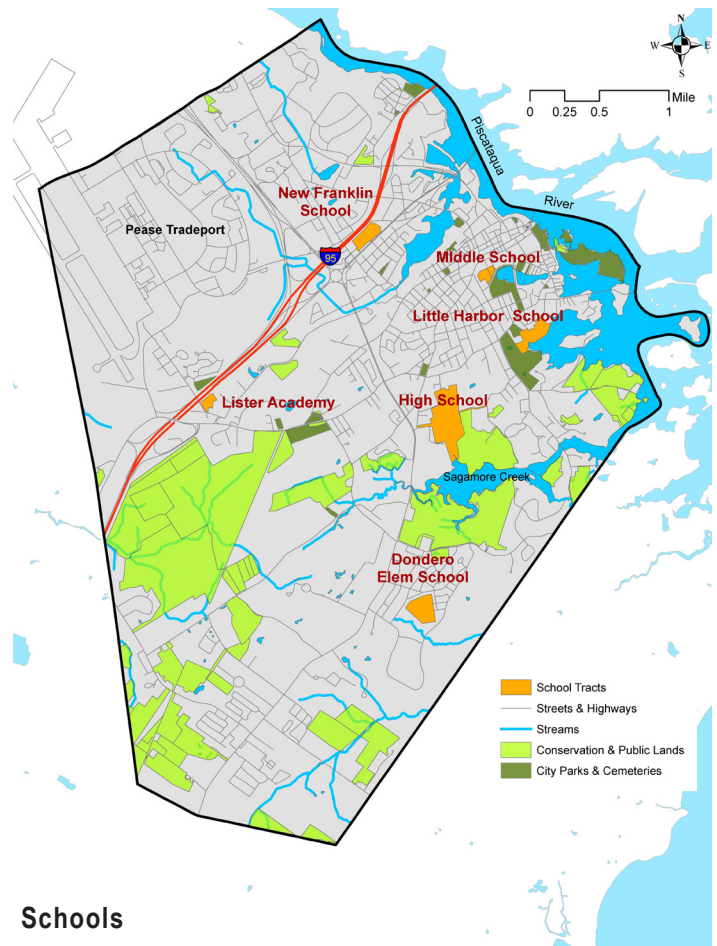 N
W E
S
Mile
0 0.25 0.5 1
Piscataqua
River
New Franklin
School
Pease Tradeport
95
Middle School
Little Harbor School
Lister Academy
High School
Sagamore Creek
Dondero
Elem School
School Tracts
Streets & Highways
Streams
Conservation & Public Lands
City Parks & Cemeteries
Schools